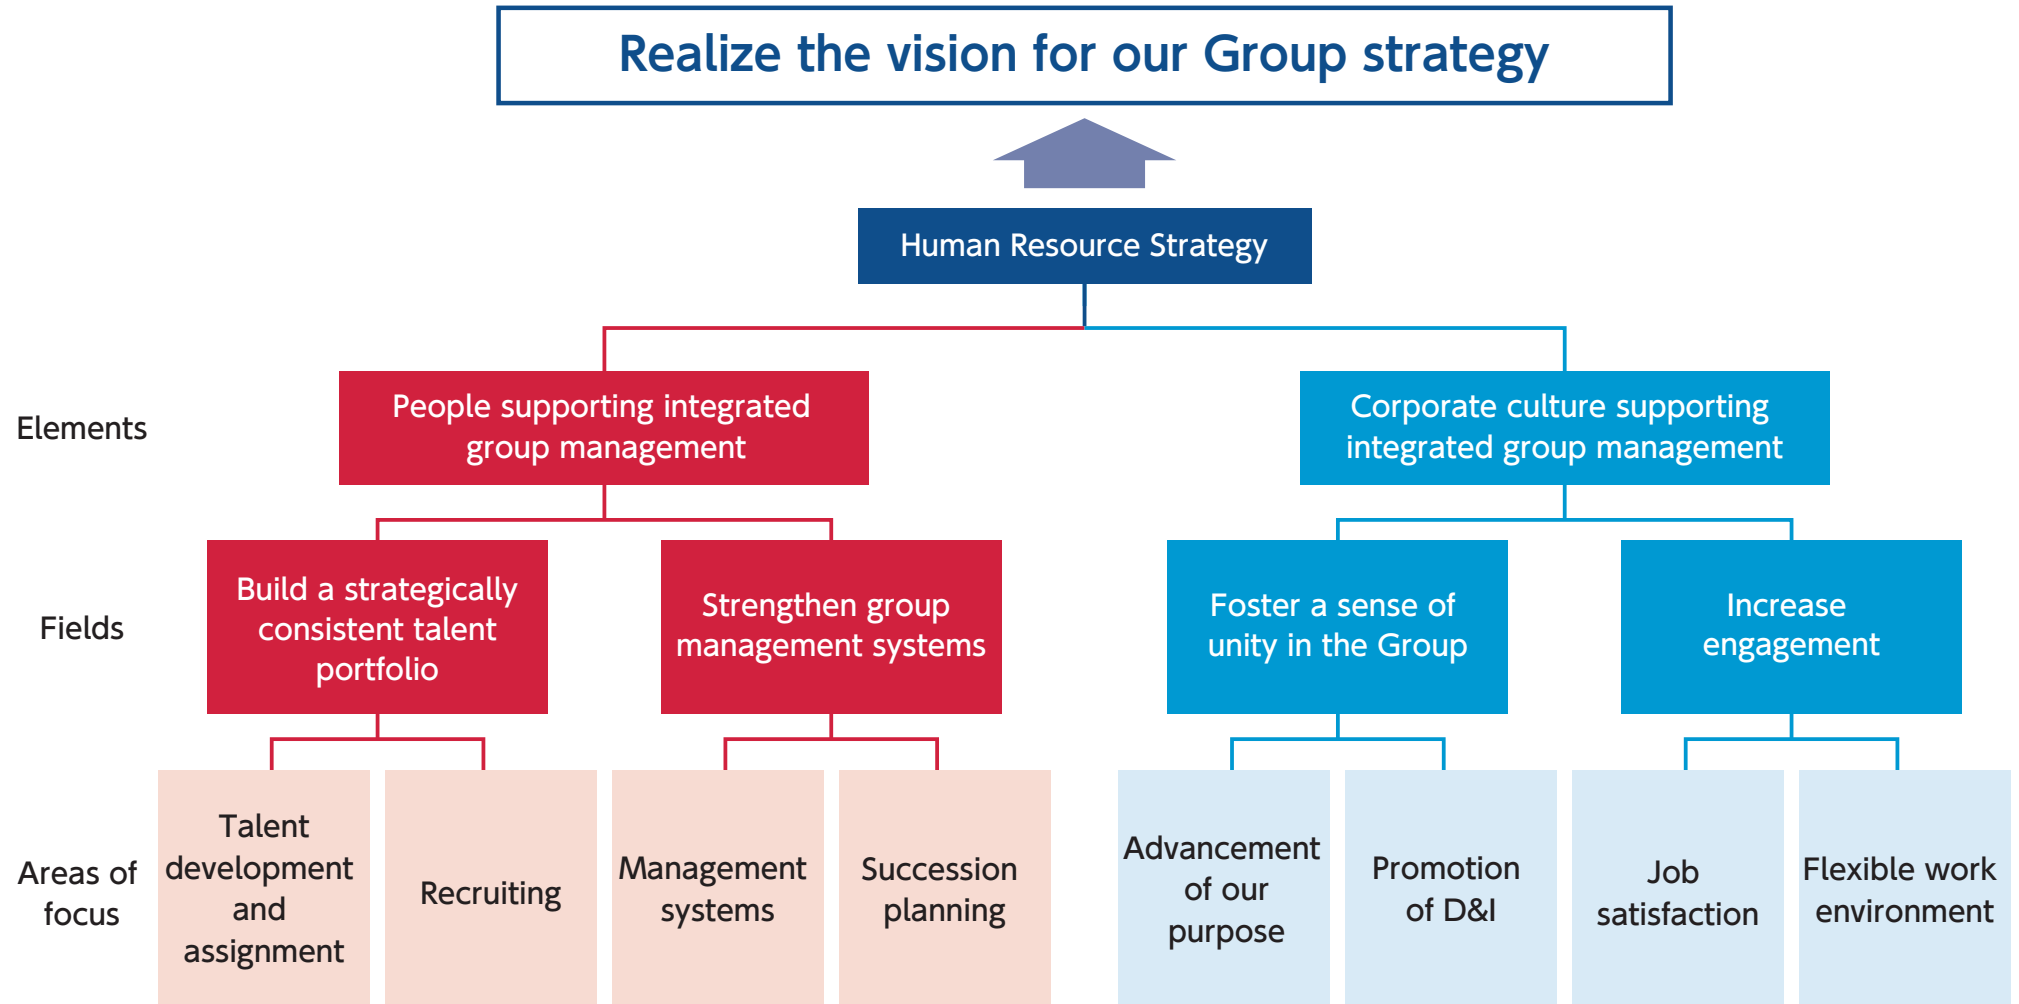 Realize the vision for our Group strategy
Human Resource Strategy
Elements
People supporting integrated
group management
Corporate culture supporting
integrated group management
Fields
Build a strategically
consistent talent
portfolio
Strengthen group
management systems
Foster a sense of
unity in the Group
Increase
engagement
Areas of
focus
Talent
development
and
assignment
Recruiting
Management
systems
Succession
planning
Advancement
of our
purpose
Promotion
of D&I
Job
satisfaction
Flexible work
environment